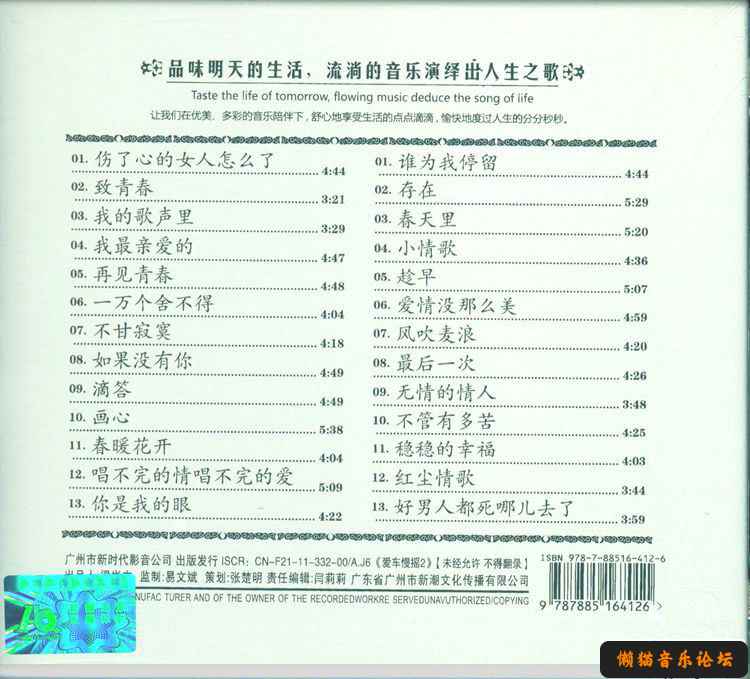 品味明天的生活，流淌的音乐演绎出人生之歌
Taste the life of tomorrow, flowing music deduce the song of life
让我们在优美、多彩的音乐陪伴下，舒心地享受生活的点点滴滴，愉快地度过人生的分分秒秒。
01. 伤了心的女人怎么了 4:44
02. 致青春 3:21
03. 我的歌声里 3:29
04. 我最亲爱的 4:47
05. 再见青春 4:48
06. 一万个舍不得 4:04
07. 不甘寂寞 4:18
08. 如果没有你 4:49
09. 滴答 4:49
10. 画心 5:38
11. 春暖花开 4:04
12. 唱不完的情唱不完的爱 5:09
13. 你是我的眼 4:22
01. 谁为我停留 4:44
02. 存在 5:29
03. 春天里 5:20
04. 小情歌 4:36
05. 趁早 5:07
06. 爱情没那么美 4:59
07. 风吹麦浪 4:20
08. 最后一次 4:26
09. 无情的情人 3:48
10. 不管有多苦 4:25
11. 稳稳的幸福 4:03
12. 红尘情歌 3:44
13. 好男人都死哪儿去了 3:59
广州市新时代影音公司 出版发行 ISCR: CN-F21-11-332-00/A.J6《爱车慢摇2》【未经允许 不得翻录】
监制:易文斌 策划:张楚明 责任编辑:闫莉莉 广东省广州市新潮文化传播有限公司
NUFAC TURER AND OF THE OWNER OF THE RECORDEDWORKRE SERVEDUNAVUTHORIZED/COPYING
ISBN 978-7-88516-412-6
9 787885 164126 >
懒猫音乐论坛